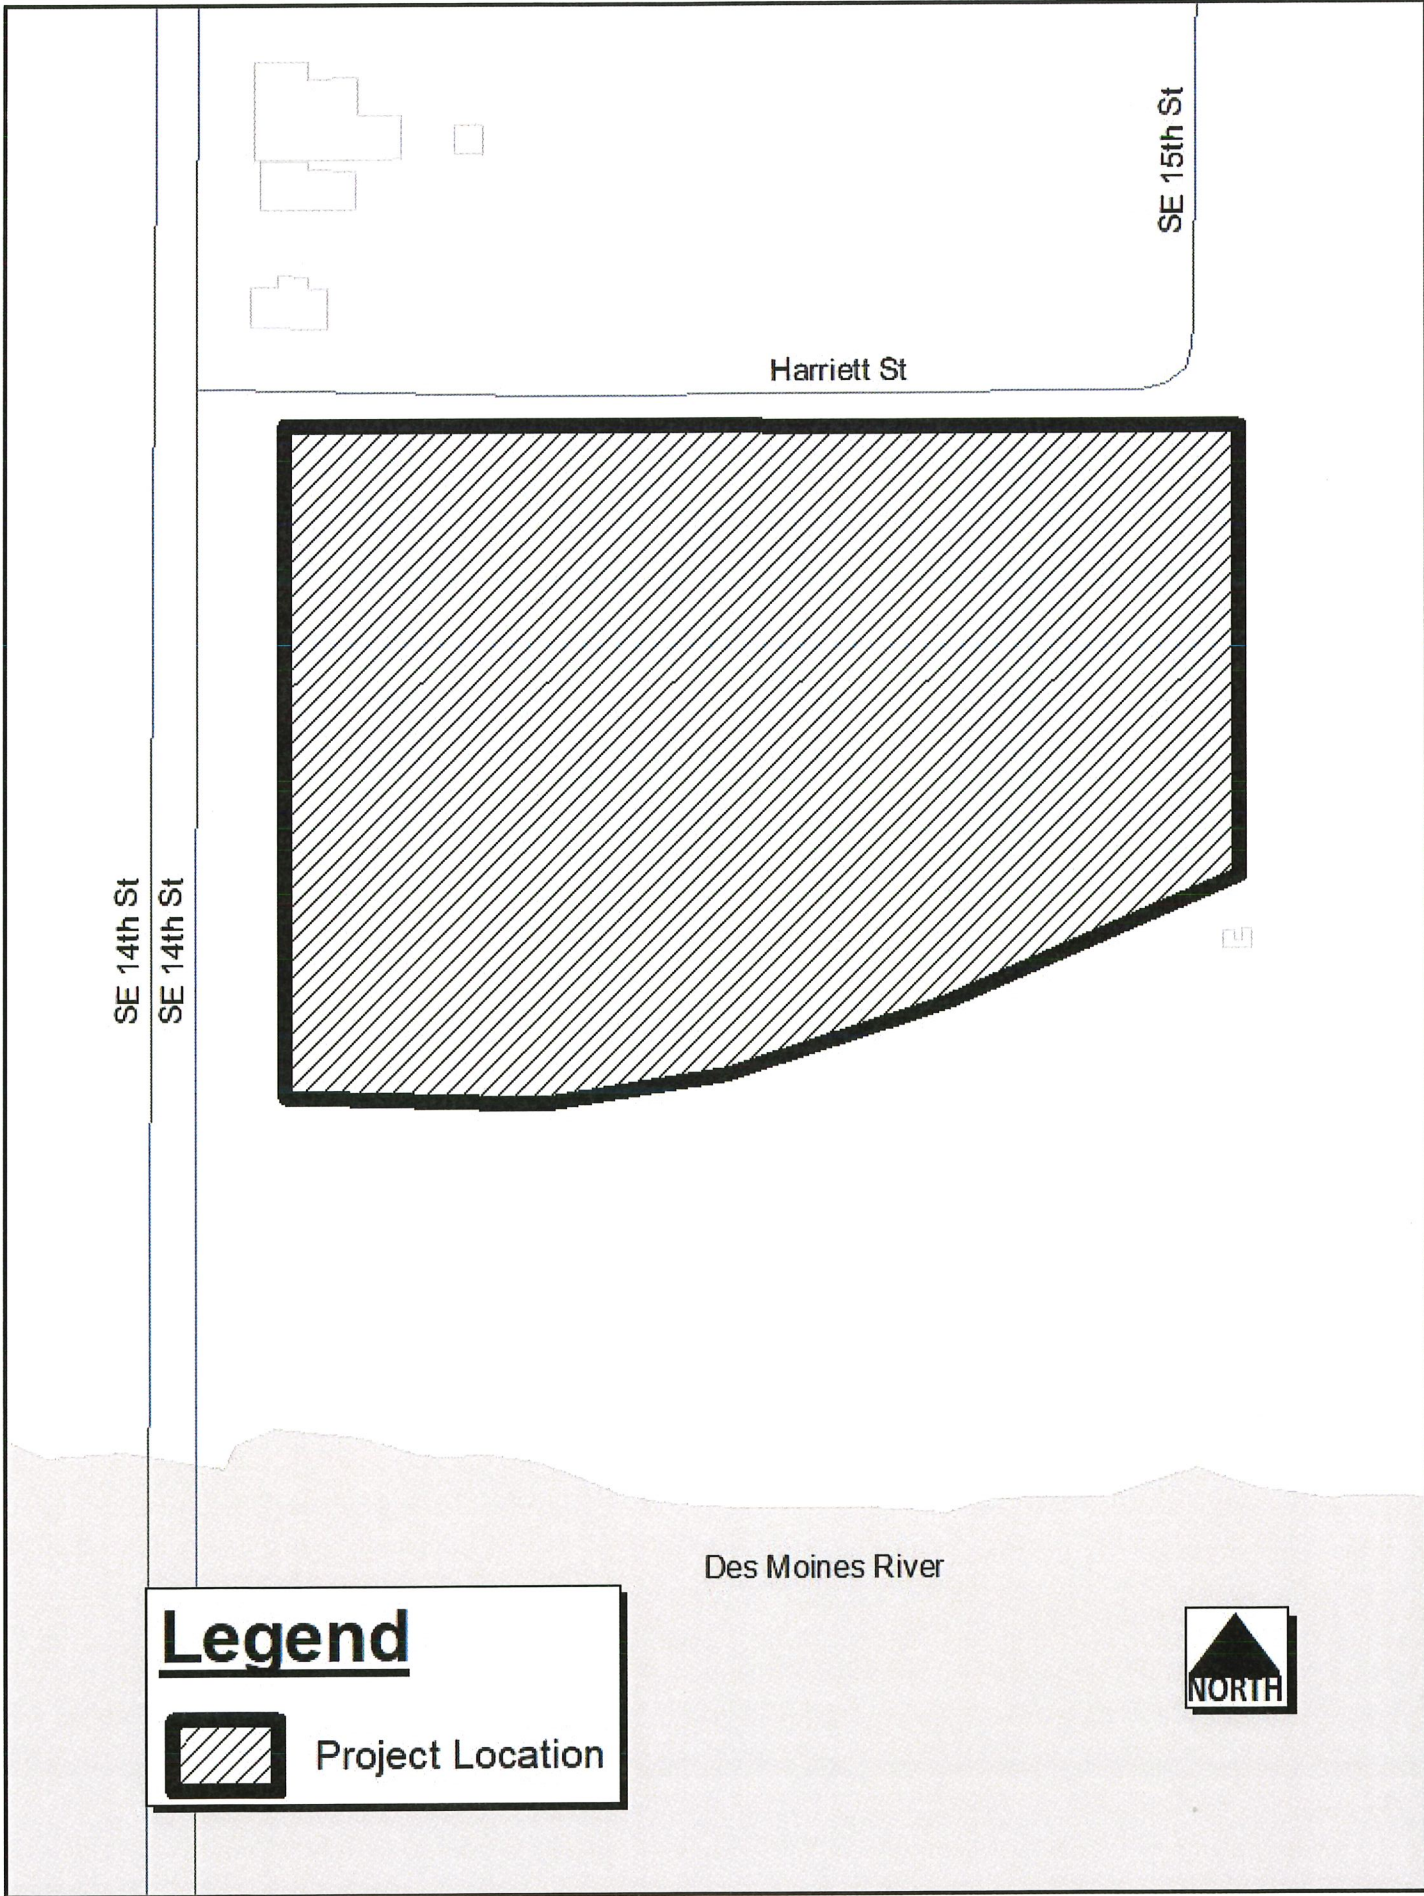 SE 15th St
Harriett St
SE 14th St
SE 14th St
Des Moines River
Legend
Project Location
NORTH